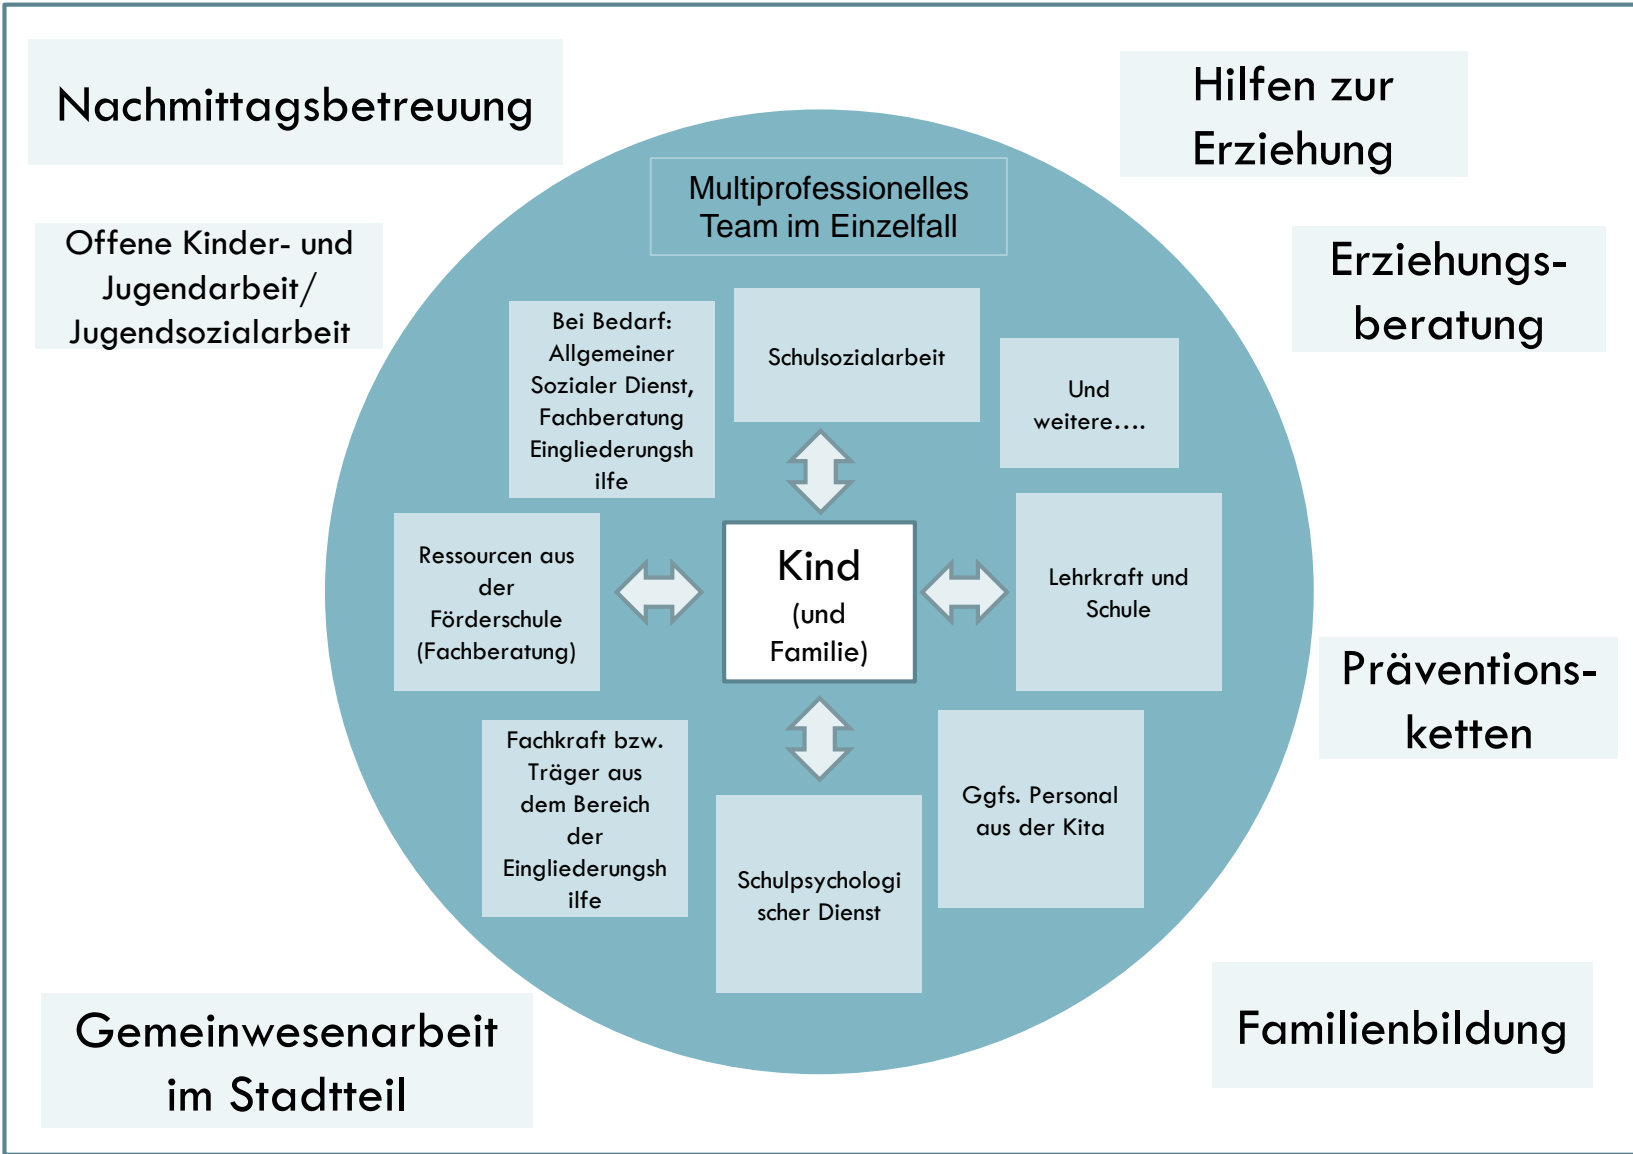 Nachmittagsbetreuung
Hilfen zur
Erziehung
Multiprofessionelles
Team im Einzelfall
Offene Kinder- und
Jugendarbeit/
Jugendsozialarbeit
Erziehungs-
beratung
Bei Bedarf:
Allgemeiner
Sozialer Dienst,
Fachberatung
Eingliederungsh
ilfe
Schulsozialarbeit
Und
weitere….
Ressourcen aus
der
Förderschule
(Fachberatung)
Kind
(und
Familie)
Lehrkraft und
Schule
Präventions-
ketten
Fachkraft bzw.
Träger aus
dem Bereich
der
Eingliederungsh
ilfe
Schulpsychologi
scher Dienst
Ggfs. Personal
aus der Kita
Gemeinwesenarbeit
im Stadtteil
Familienbildung